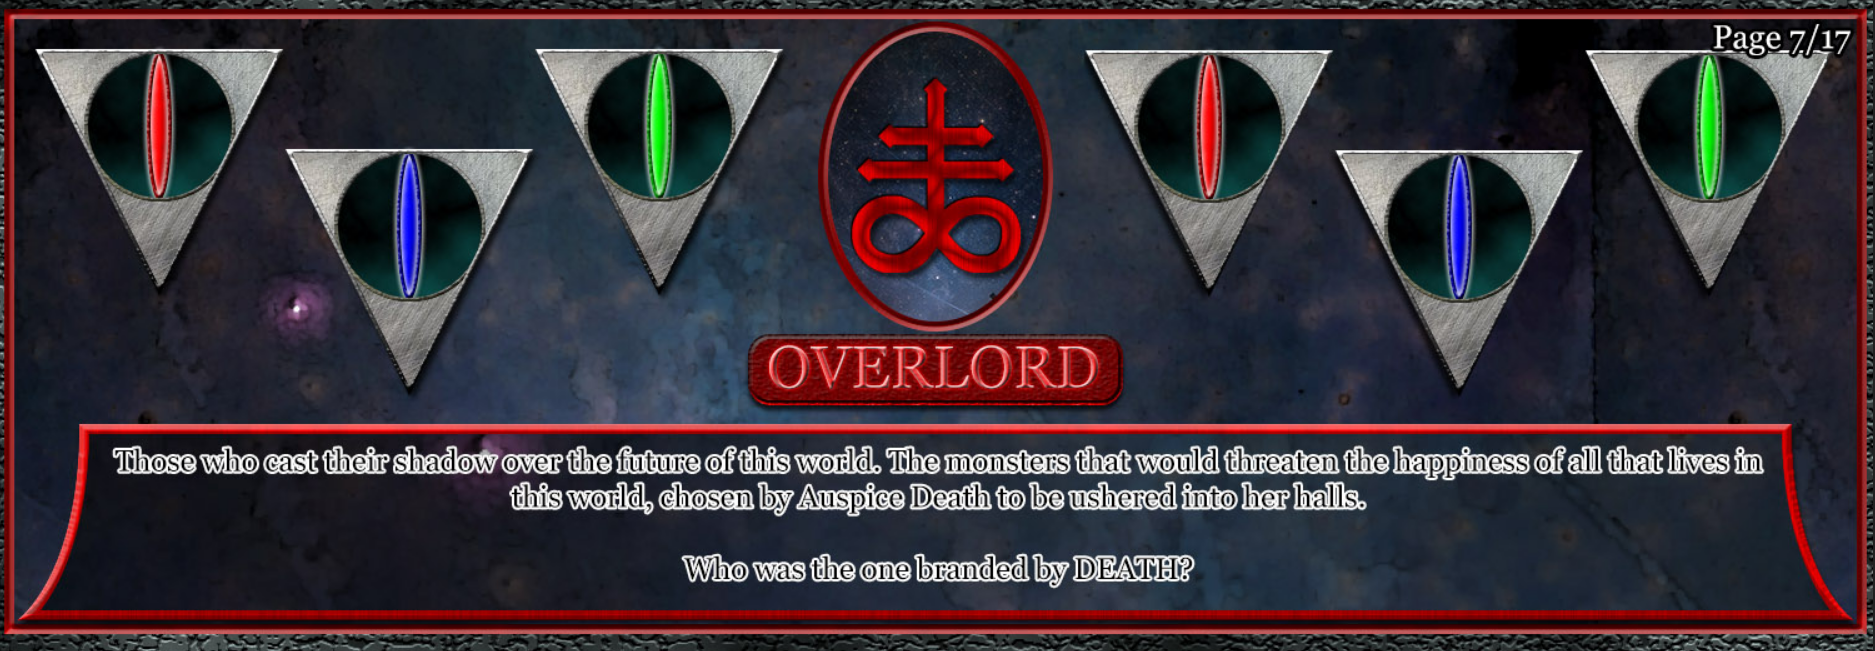 Page 7/17
OVERLORD
Those who cast their shadow over the future of this world. The monsters that would threaten the happiness of all that lives in
this world, chosen by Auspice Death to be ushered into her halls.
Who was the one branded by DEATH?